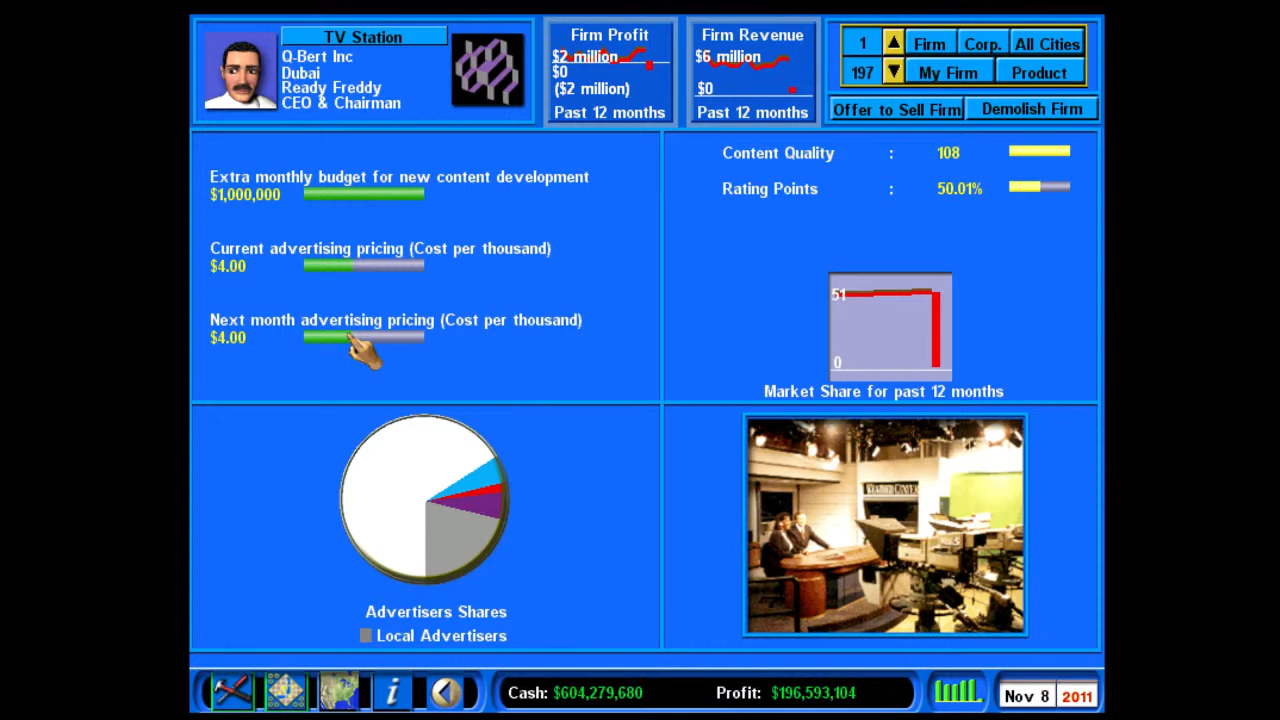 TV Station
Q-Bert Inc
Dubai
Ready Freddy
CEO & Chairman
Firm Profit
$2 million
$0
($2 million)
Past 12 months
Firm Revenue
$6 million
$0
Past 12 months
1
Firm
Corp.
All Cities
197
My Firm
Product
Offer to Sell Firm
Demolish Firm
Extra monthly budget for new content development
$1,000,000
Current advertising pricing (Cost per thousand)
$4.00
Next month advertising pricing (Cost per thousand)
$4.00
Content Quality : 108
Rating Points : 50.01%
51
0
Market Share for past 12 months
Advertisers Shares
Local Advertisers
i
Cash: $604,279,680
Profit: $196,593,104
Nov 8 2011